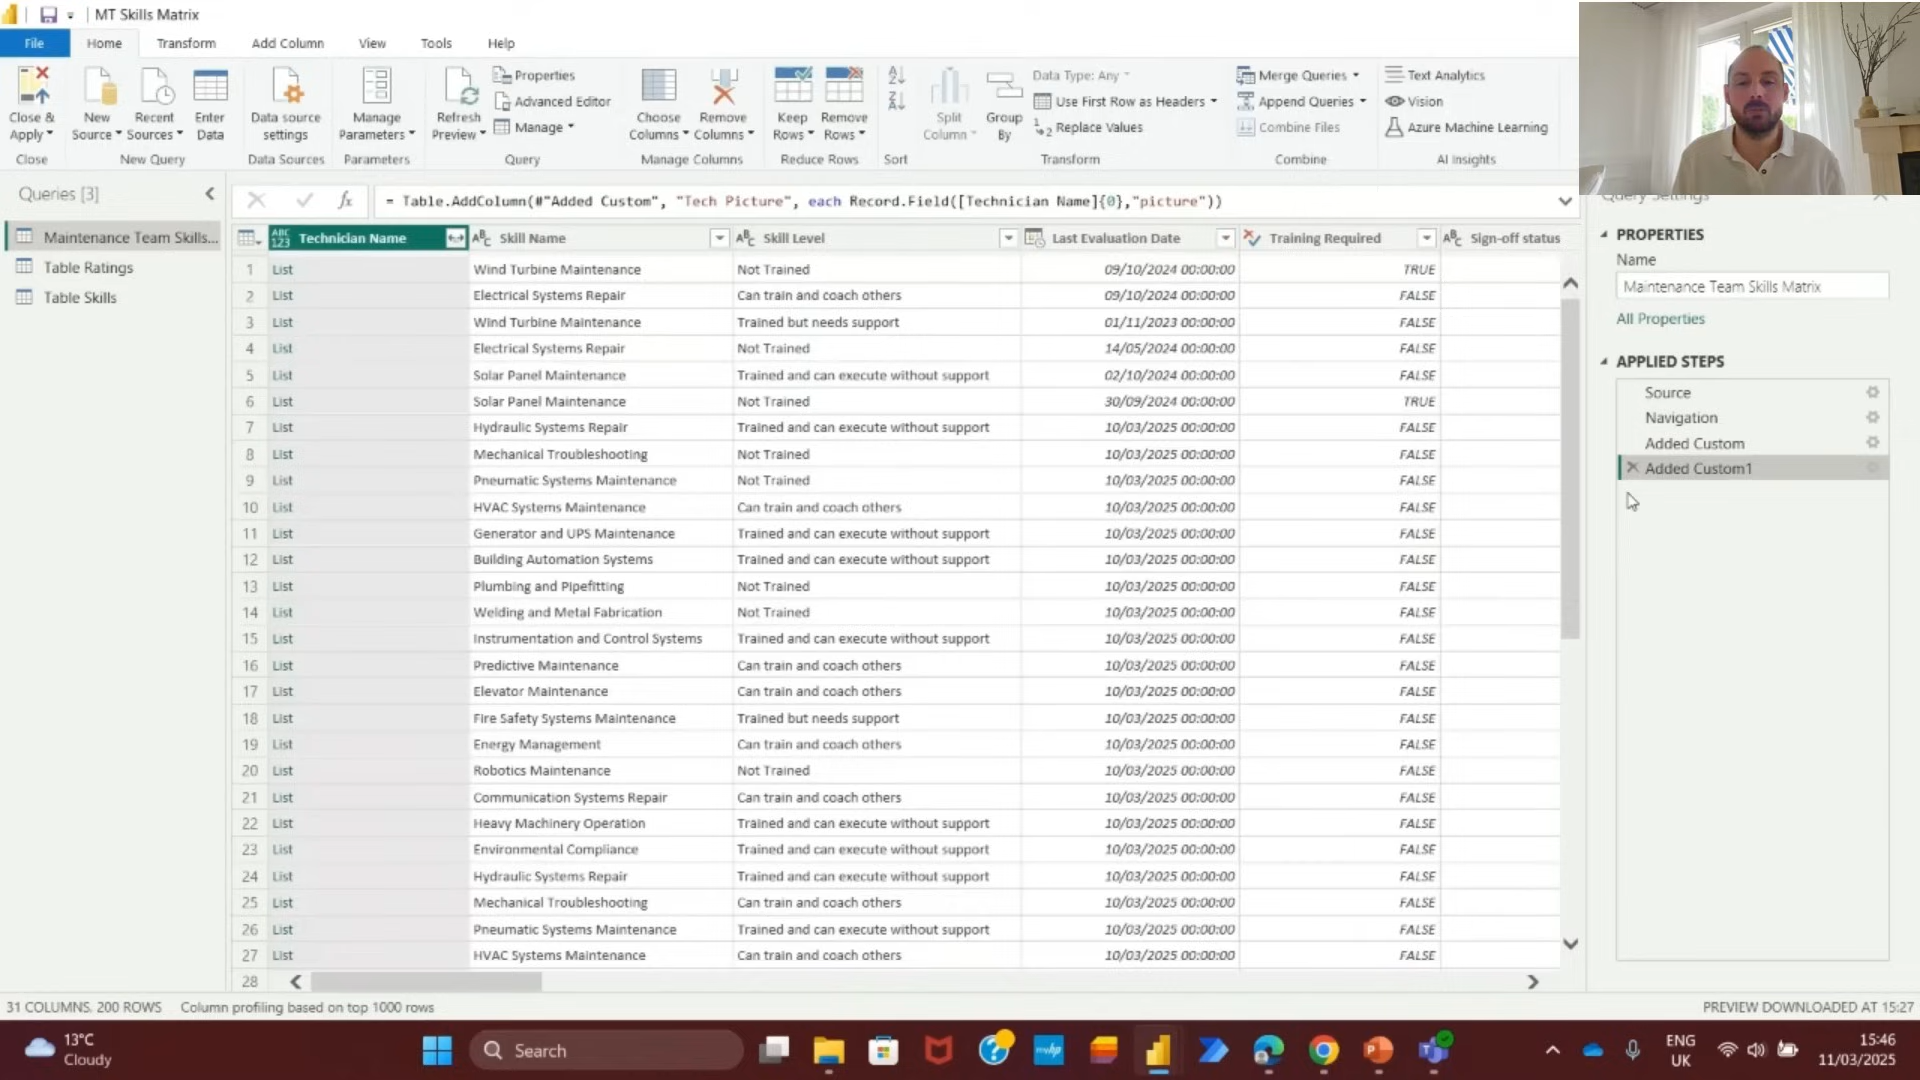 MT Skills Matrix
File Home Transform Add Column View Tools Help
Close & Apply
Close
New Source
Recent Sources
Enter Data
New Query
Data source settings
Data Sources
Manage Parameters
Parameters
Refresh Preview
Properties
Advanced Editor
Manage
Query
Choose Columns
Remove Columns
Manage Columns
Keep Rows
Remove Rows
Reduce Rows
Sort
Split Column
Group By
Data Type: Any
Use First Row as Headers
Replace Values
Transform
Merge Queries
Append Queries
Combine Files
Combine
Text Analytics
Vision
Azure Machine Learning
AI Insights
Queries [3]
Maintenance Team Skills...
Table Ratings
Table Skills
= Table.AddColumn(#"Added Custom", "Tech Picture", each Record.Field([Technician Name]{0},"picture"))
Technician Name Skill Name Skill Level Last Evaluation Date Training Required Sign-off status
1 List Wind Turbine Maintenance Not Trained 09/10/2024 00:00:00 TRUE
2 List Electrical Systems Repair Can train and coach others 09/10/2024 00:00:00 FALSE
3 List Wind Turbine Maintenance Trained but needs support 01/11/2023 00:00:00 FALSE
4 List Electrical Systems Repair Not Trained 14/05/2024 00:00:00 FALSE
5 List Solar Panel Maintenance Trained and can execute without support 02/10/2024 00:00:00 FALSE
6 List Solar Panel Maintenance Not Trained 30/09/2024 00:00:00 TRUE
7 List Hydraulic Systems Repair Trained and can execute without support 10/03/2025 00:00:00 FALSE
8 List Mechanical Troubleshooting Not Trained 10/03/2025 00:00:00 FALSE
9 List Pneumatic Systems Maintenance Not Trained 10/03/2025 00:00:00 FALSE
10 List HVAC Systems Maintenance Can train and coach others 10/03/2025 00:00:00 FALSE
11 List Generator and UPS Maintenance Trained and can execute without support 10/03/2025 00:00:00 FALSE
12 List Building Automation Systems Trained and can execute without support 10/03/2025 00:00:00 FALSE
13 List Plumbing and Pipefitting Not Trained 10/03/2025 00:00:00 FALSE
14 List Welding and Metal Fabrication Not Trained 10/03/2025 00:00:00 FALSE
15 List Instrumentation and Control Systems Trained and can execute without support 10/03/2025 00:00:00 FALSE
16 List Predictive Maintenance Can train and coach others 10/03/2025 00:00:00 FALSE
17 List Elevator Maintenance Can train and coach others 10/03/2025 00:00:00 FALSE
18 List Fire Safety Systems Maintenance Trained but needs support 10/03/2025 00:00:00 FALSE
19 List Energy Management Can train and coach others 10/03/2025 00:00:00 FALSE
20 List Robotics Maintenance Not Trained 10/03/2025 00:00:00 FALSE
21 List Communication Systems Repair Can train and coach others 10/03/2025 00:00:00 FALSE
22 List Heavy Machinery Operation Trained and can execute without support 10/03/2025 00:00:00 FALSE
23 List Environmental Compliance Trained and can execute without support 10/03/2025 00:00:00 FALSE
24 List Hydraulic Systems Repair Trained and can execute without support 10/03/2025 00:00:00 FALSE
25 List Mechanical Troubleshooting Can train and coach others 10/03/2025 00:00:00 FALSE
26 List Pneumatic Systems Maintenance Trained and can execute without support 10/03/2025 00:00:00 FALSE
27 List HVAC Systems Maintenance Can train and coach others 10/03/2025 00:00:00 FALSE
28
Query Settings
PROPERTIES
Name
Maintenance Team Skills Matrix
All Properties
APPLIED STEPS
Source
Navigation
Added Custom
Added Custom1
31 COLUMNS, 200 ROWS Column profiling based on top 1000 rows PREVIEW DOWNLOADED AT 15:27
13°C
Cloudy
Search
ENG
UK
15:46
11/03/2025